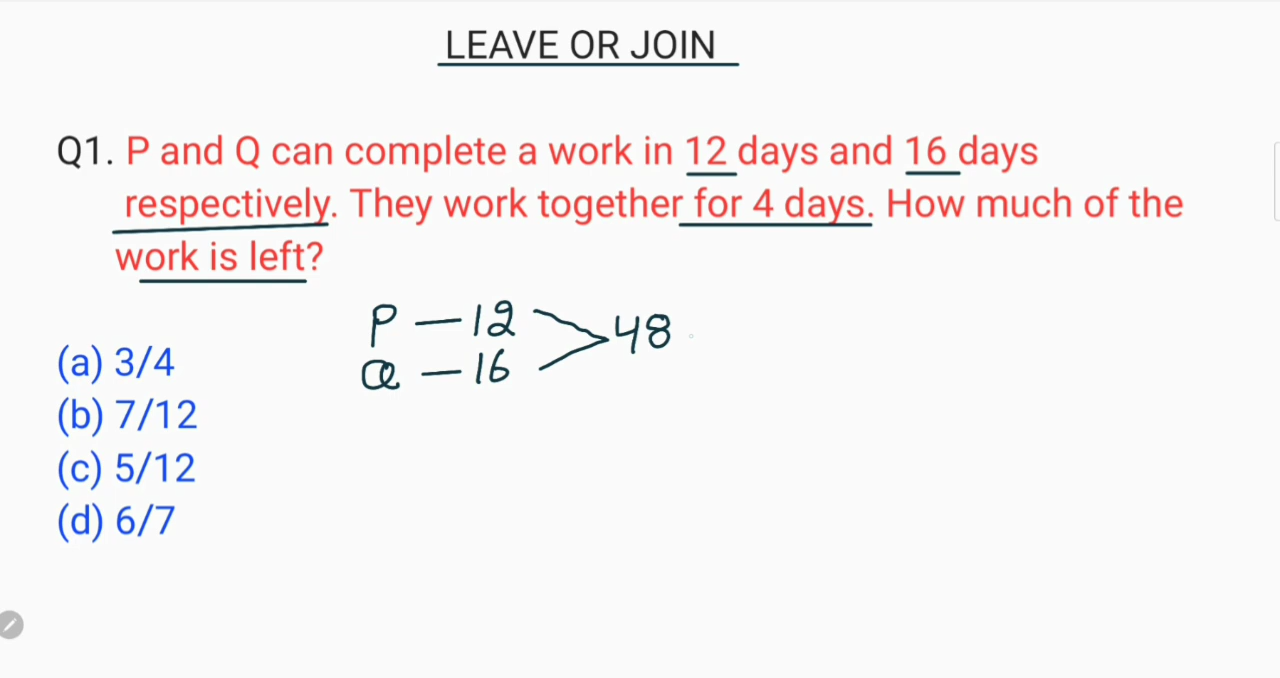 LEAVE OR JOIN
Q1. P and Q can complete a work in 12 days and 16 days
respectively. They work together for 4 days. How much of the
work is left?
P — 12
48
Q — 16
(a) 3/4
(b) 7/12
(c) 5/12
(d) 6/7